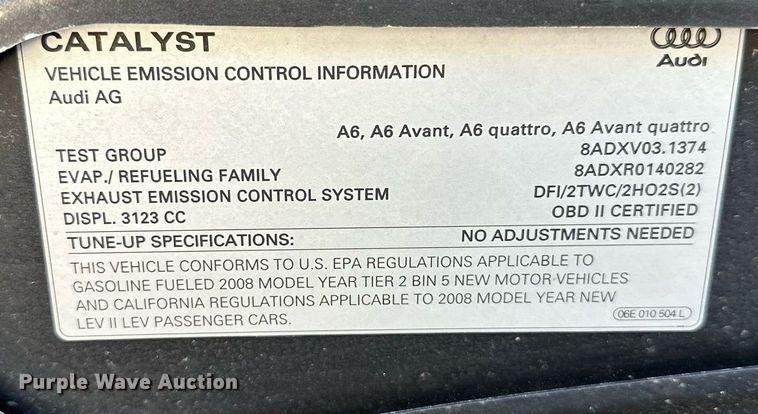 CATALYST
Audi
VEHICLE EMISSION CONTROL INFORMATION
Audi AG
A6, A6 Avant, A6 quattro, A6 Avant quattro
TEST GROUP 8ADXV03.1374
EVAP./ REFUELING FAMILY 8ADXR0140282
EXHAUST EMISSION CONTROL SYSTEM DFI/2TWC/2HO2S(2)
DISPL. 3123 CC OBD II CERTIFIED
TUNE-UP SPECIFICATIONS: NO ADJUSTMENTS NEEDED
THIS VEHICLE CONFORMS TO U.S. EPA REGULATIONS APPLICABLE TO
GASOLINE FUELED 2008 MODEL YEAR TIER 2 BIN 5 NEW MOTOR-VEHICLES
AND CALIFORNIA REGULATIONS APPLICABLE TO 2008 MODEL YEAR NEW
LEV II LEV PASSENGER CARS.
06E 010 504 L
Purple Wave Auction